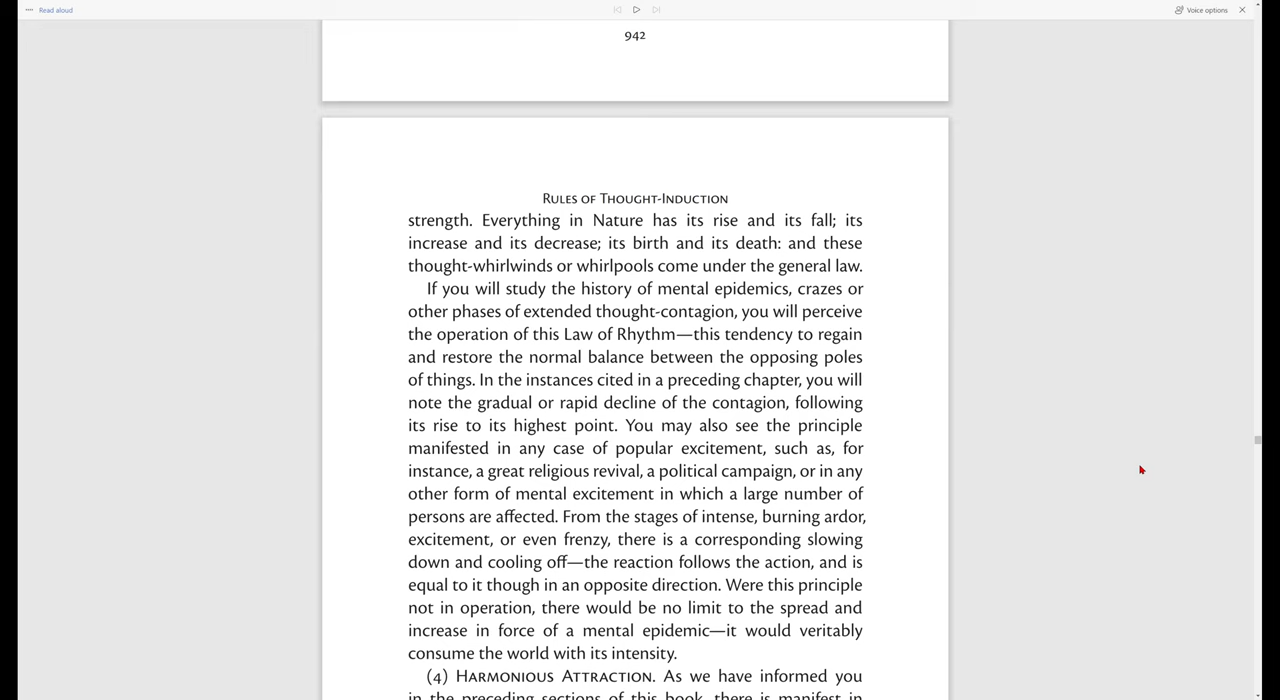 Read aloud
Voice options
942
Rules of Thought-Induction
strength. Everything in Nature has its rise and its fall; its
increase and its decrease; its birth and its death: and these
thought-whirlwinds or whirlpools come under the general law.
If you will study the history of mental epidemics, crazes or
other phases of extended thought-contagion, you will perceive
the operation of this Law of Rhythm—this tendency to regain
and restore the normal balance between the opposing poles
of things. In the instances cited in a preceding chapter, you will
note the gradual or rapid decline of the contagion, following
its rise to its highest point. You may also see the principle
manifested in any case of popular excitement, such as, for
instance, a great religious revival, a political campaign, or in any
other form of mental excitement in which a large number of
persons are affected. From the stages of intense, burning ardor,
excitement, or even frenzy, there is a corresponding slowing
down and cooling off—the reaction follows the action, and is
equal to it though in an opposite direction. Were this principle
not in operation, there would be no limit to the spread and
increase in force of a mental epidemic—it would veritably
consume the world with its intensity.
(4) Harmonious Attraction. As we have informed you
in the preceding sections of this book, there is manifest in